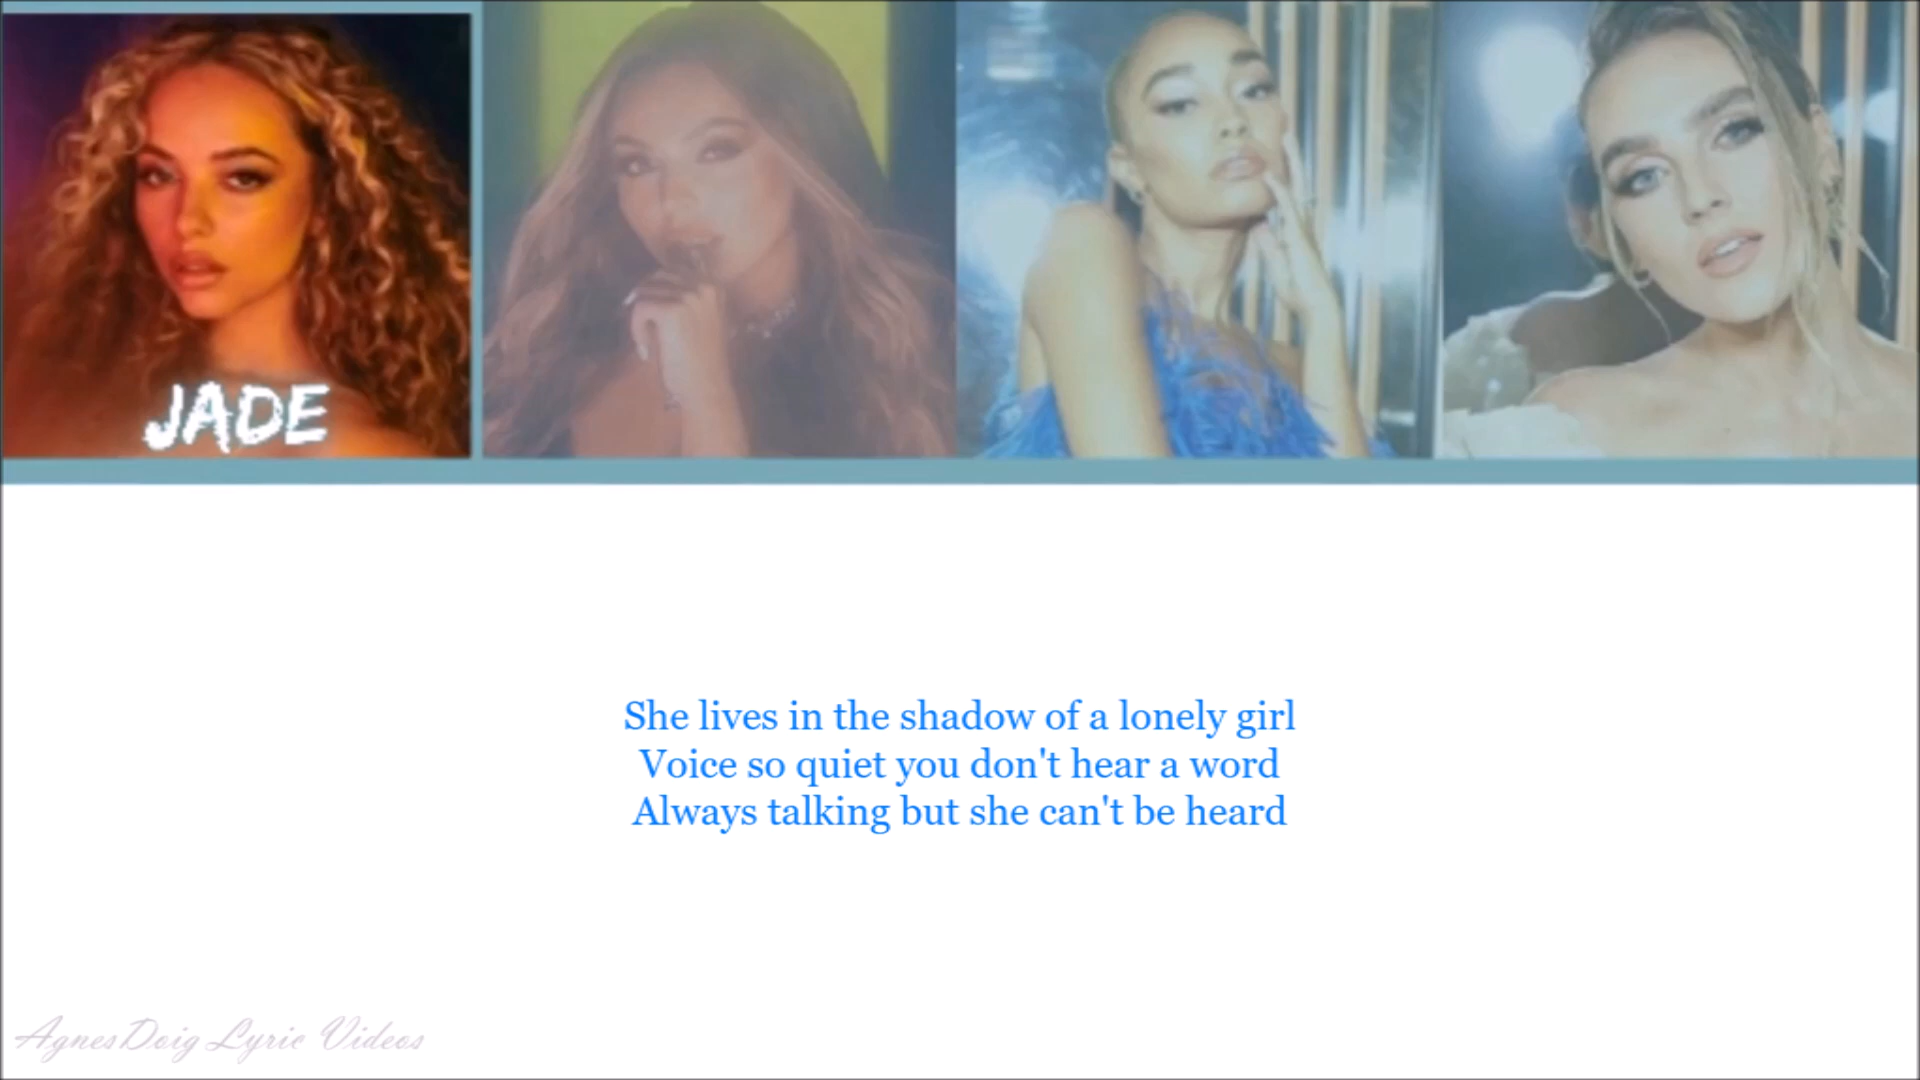 JADE
She lives in the shadow of a lonely girl
Voice so quiet you don't hear a word
Always talking but she can't be heard
AgnesDoig Lyric Videos